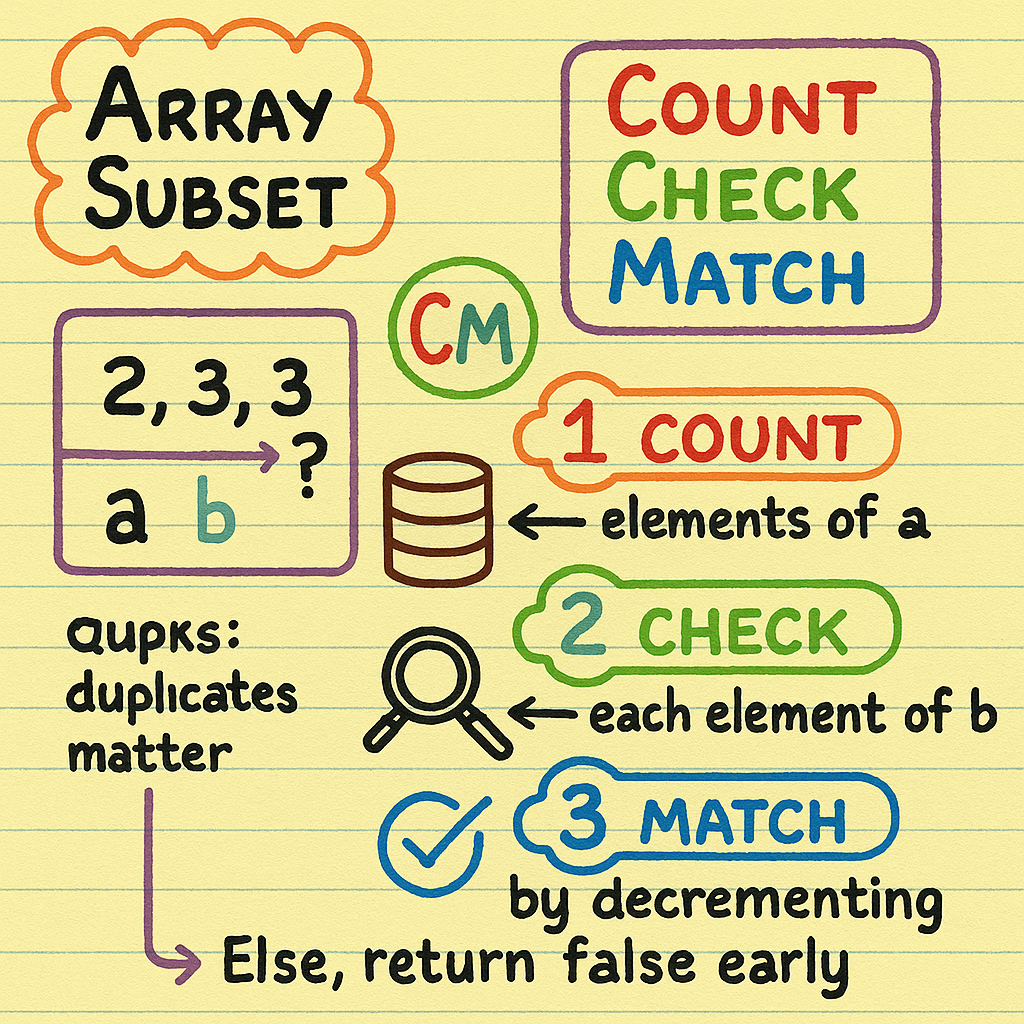 ARRAY
SUBSET
COUNT
CHECK
MATCH
CM
2, 3, 3
?
a b
1 COUNT
elements of a
2 CHECK
each element of b
Qupks:
duplicates
matter
3 MATCH
by decrementing
Else, return false early